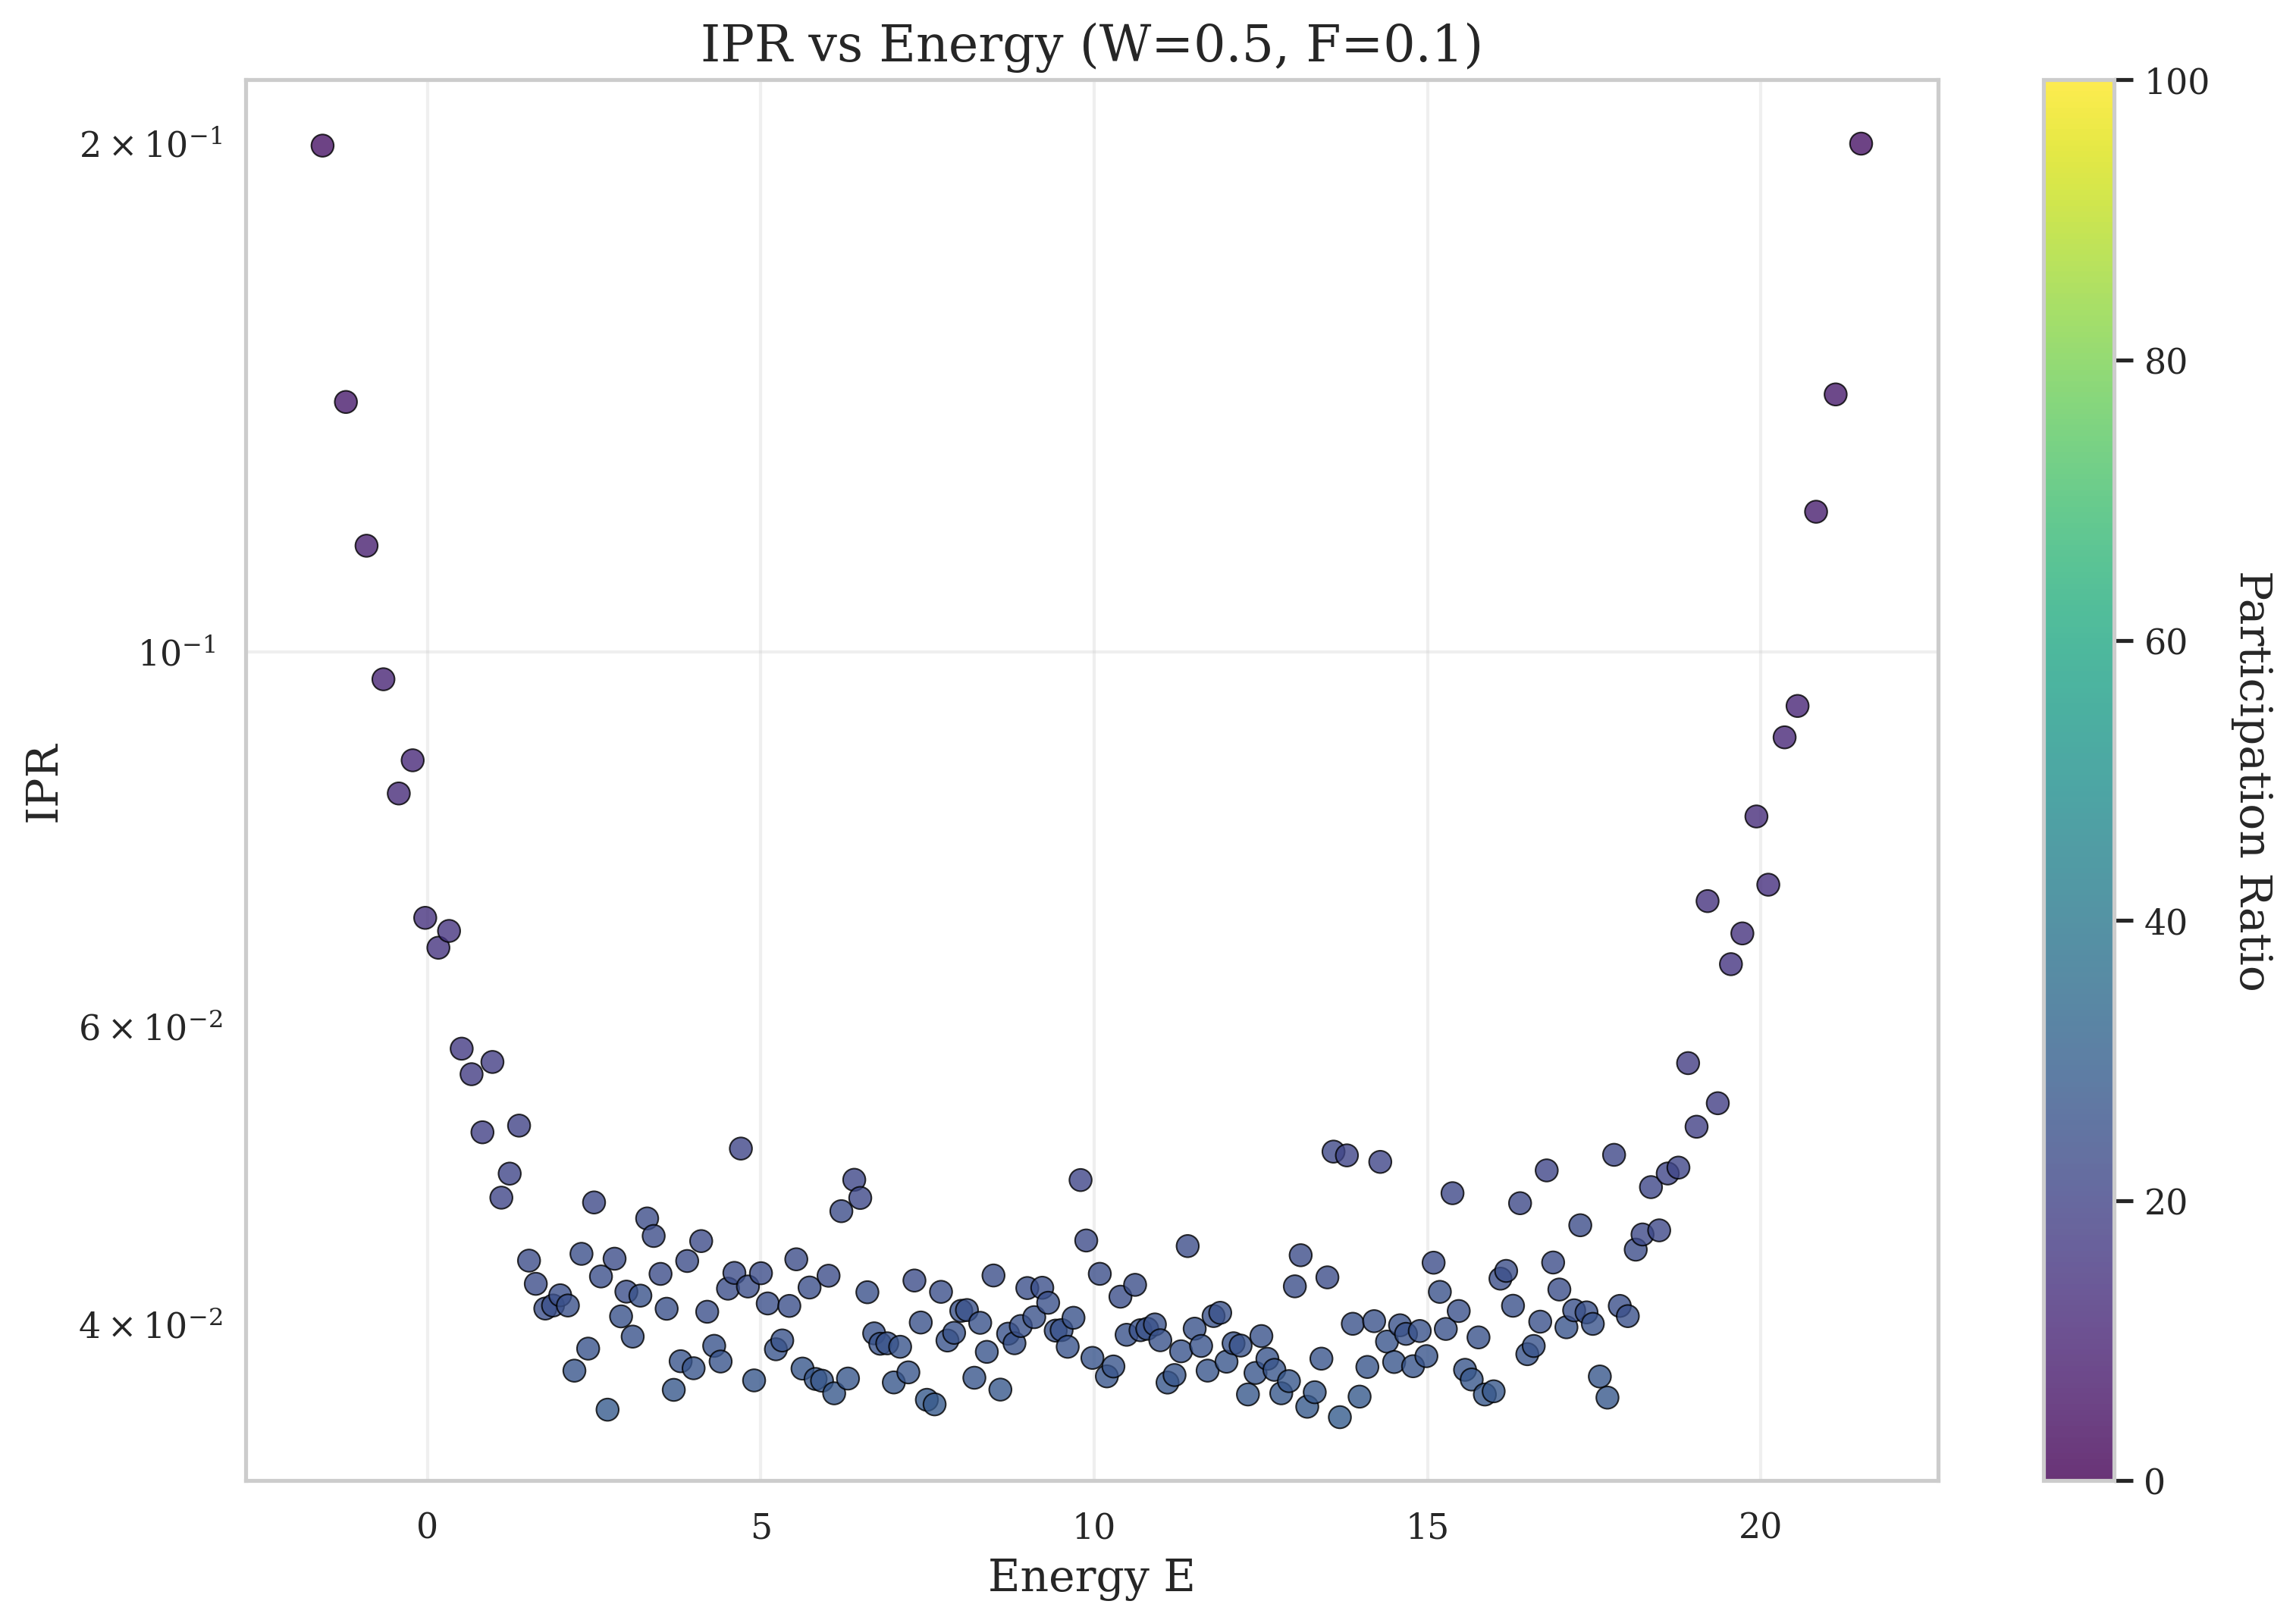 IPR vs Energy (W=0.5, F=0.1)
2 × 10⁻¹
10⁻¹
6 × 10⁻²
4 × 10⁻²
IPR
0 5 10 15 20
Energy E
100
80
60
40
20
0
Participation Ratio